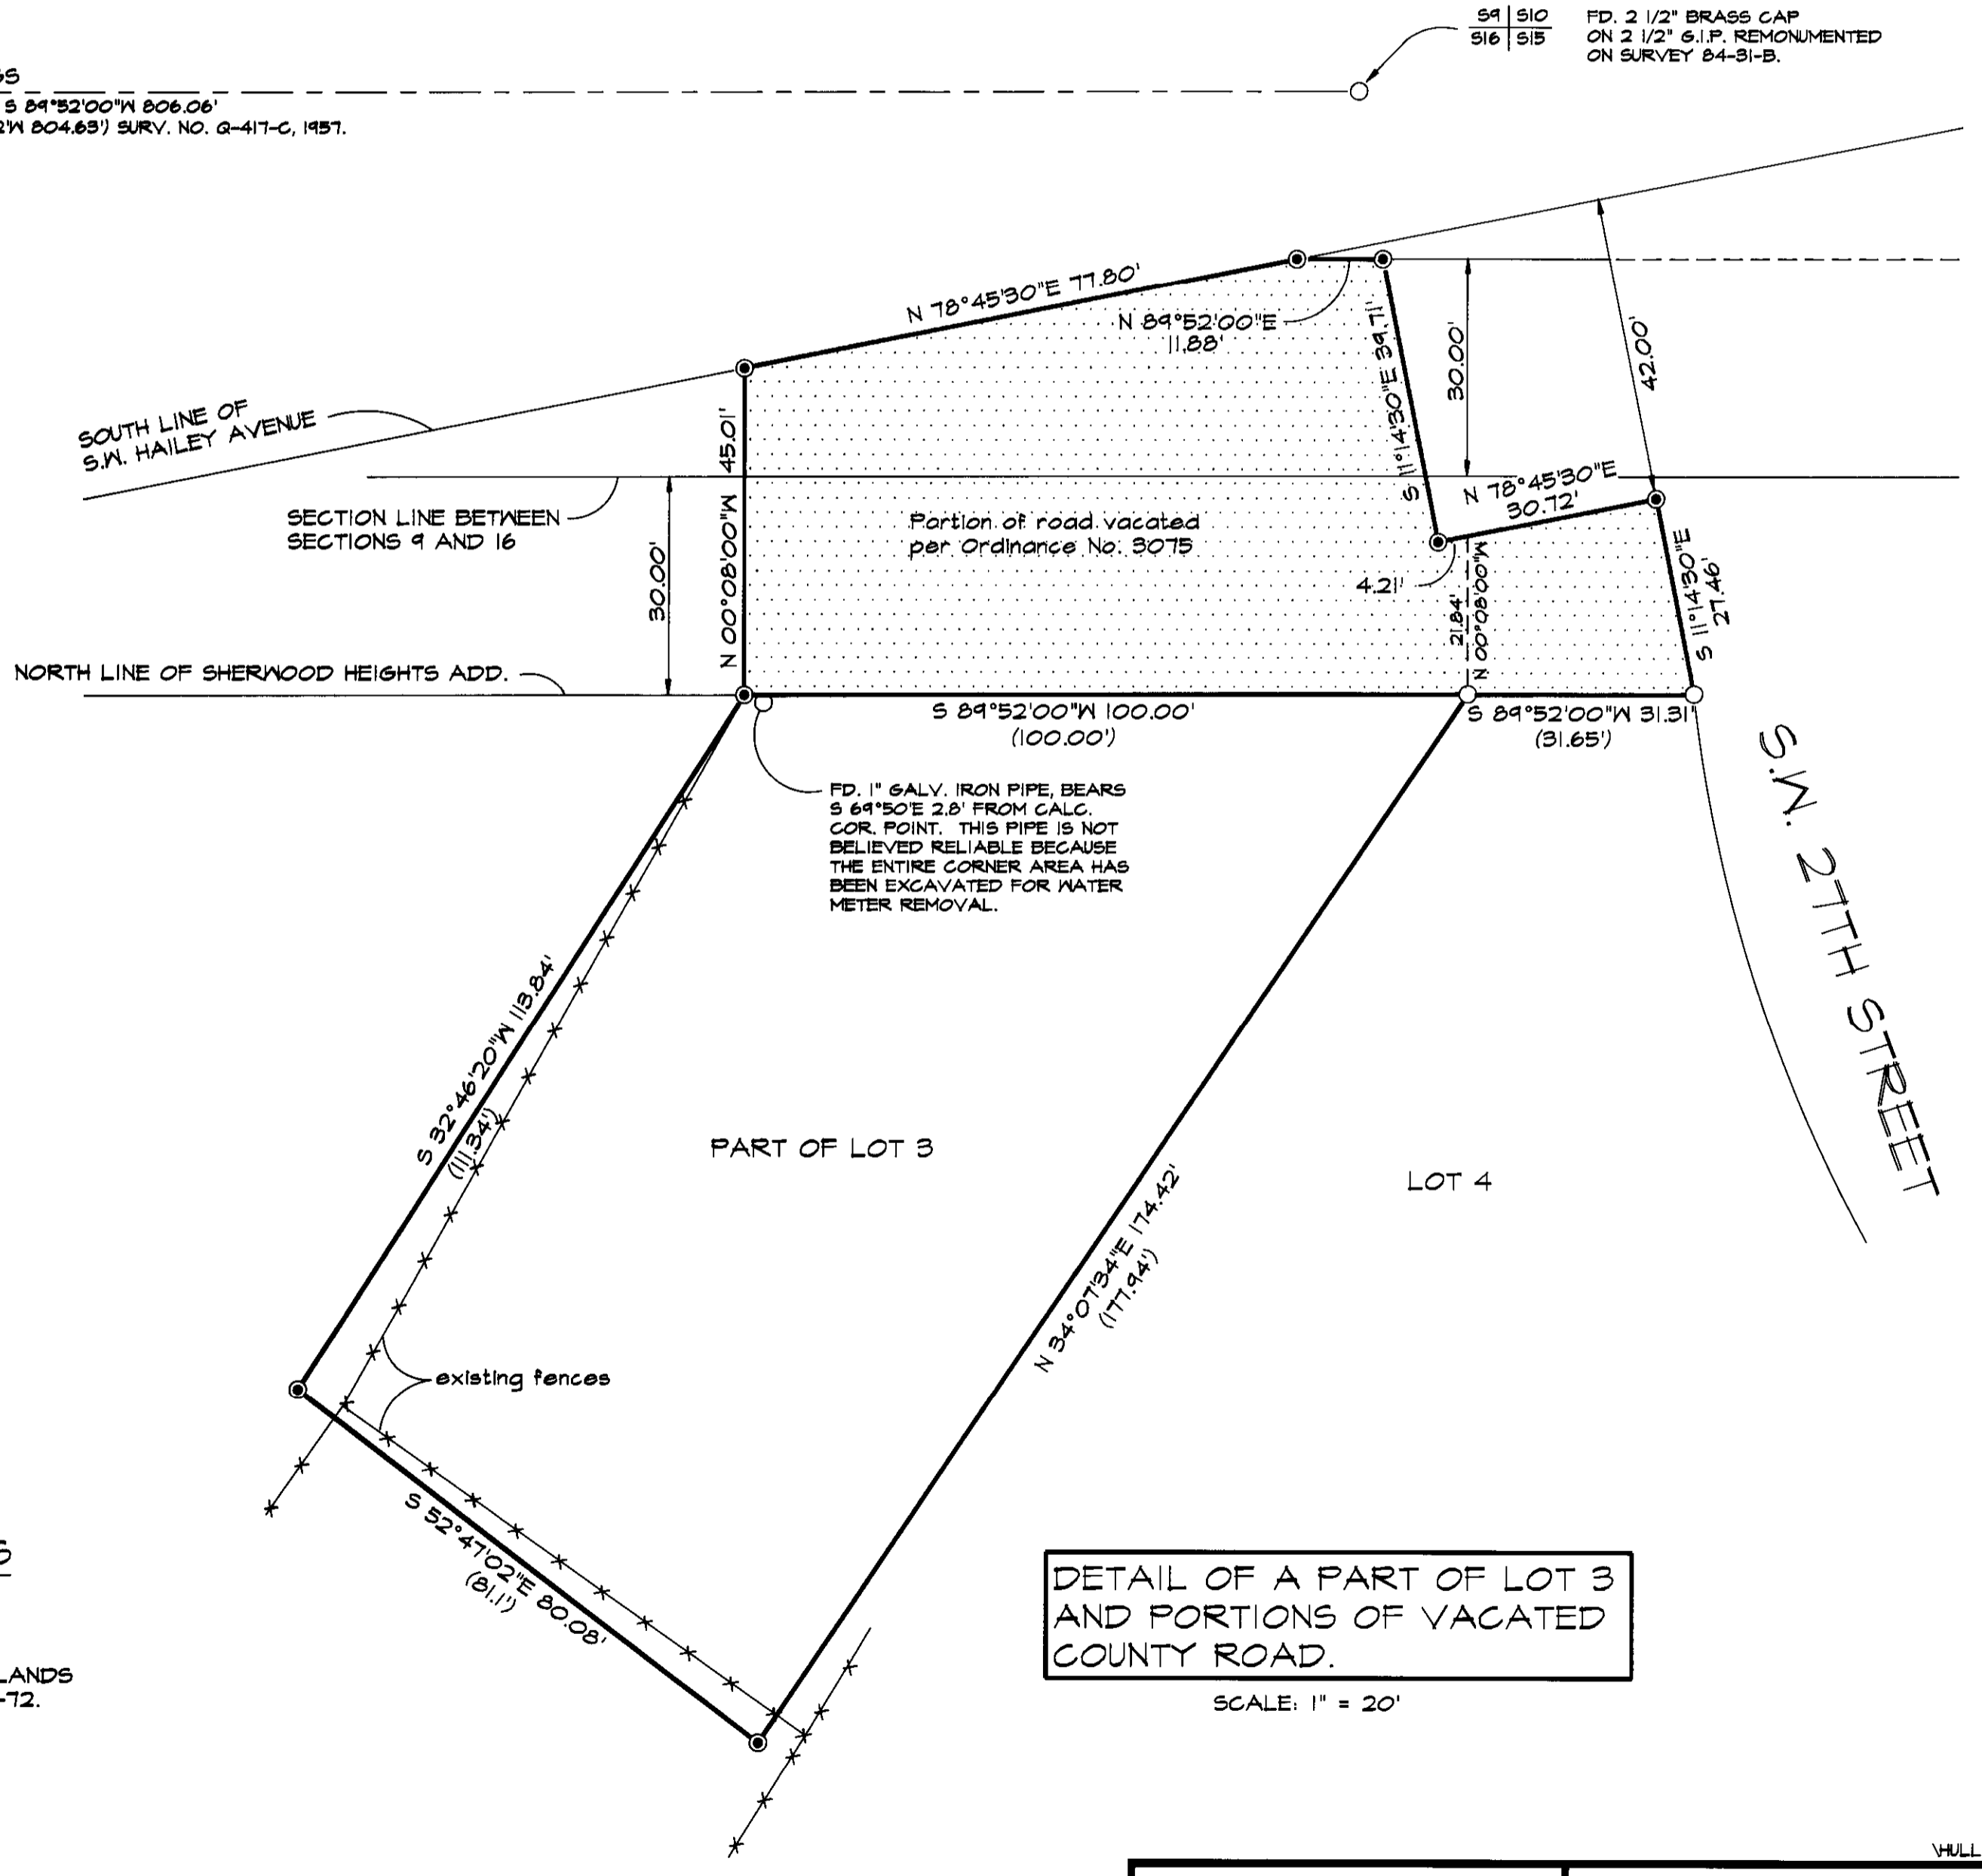 S9 S10
S16 S15
FD. 2 1/2" BRASS CAP
ON 2 1/2" G.I.P. REMONUMENTED
ON SURVEY 84-31-B.
S 89°52'00"W 806.06'
2'W 804.63') SURV. NO. Q-417-C, 1957.
N 78°45'30"E 77.80'
N 89°52'00"E
11.88'
S 11°14'30"E 39.71'
30.00'
42.00'
SOUTH LINE OF
S.W. HAILEY AVENUE
N 00°08'00"W 45.01'
SECTION LINE BETWEEN
SECTIONS 9 AND 16
30.00'
Portion of road vacated
per Ordinance No. 3075
N 78°45'30"E
30.72'
4.21'
21.84'
N 00°08'00"W
S 11°14'30"E
27.46'
NORTH LINE OF SHERWOOD HEIGHTS ADD.
S 89°52'00"W 100.00'
(100.00')
S 89°52'00"W 31.31'
(31.65')
FD. 1" GALV. IRON PIPE, BEARS
S 69°50'E 2.8' FROM CALC.
COR. POINT. THIS PIPE IS NOT
BELIEVED RELIABLE BECAUSE
THE ENTIRE CORNER AREA HAS
BEEN EXCAVATED FOR WATER
METER REMOVAL.
S.W. 27TH STREET
S 32°46'20"W 113.84'
(111.34')
PART OF LOT 3
LOT 4
N 34°07'34"E 174.42'
(177.94')
existing fences
S 52°47'02"E 80.08'
(81.1')
DETAIL OF A PART OF LOT 3
AND PORTIONS OF VACATED
COUNTY ROAD.
SCALE: 1" = 20'
LANDS
-72.
\HULL